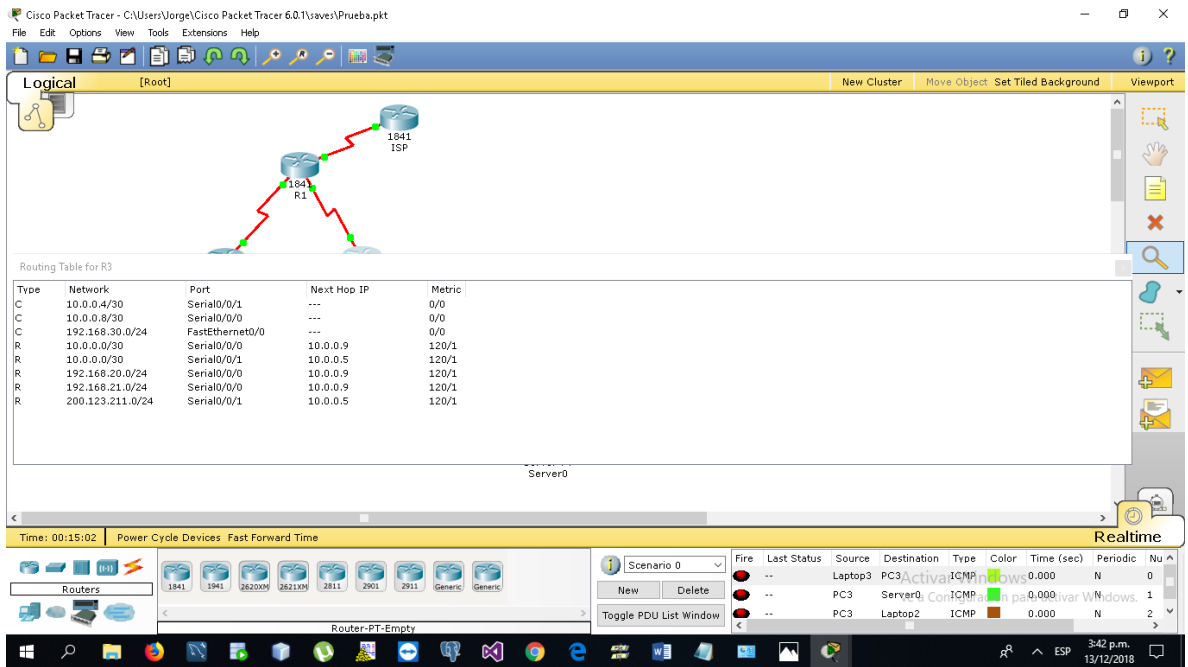 Cisco Packet Tracer - C:\Users\Jorge\Cisco Packet Tracer 6.0.1\saves\Prueba.pkt
File Edit Options View Tools Extensions Help
Logical [Root] New Cluster Move Object Set Tiled Background Viewport
1841
ISP
1841
R1
Routing Table for R3
Type Network Port Next Hop IP Metric
C 10.0.0.4/30 Serial0/0/1 --- 0/0
C 10.0.0.8/30 Serial0/0/0 --- 0/0
C 192.168.30.0/24 FastEthernet0/0 --- 0/0
R 10.0.0.0/30 Serial0/0/0 10.0.0.9 120/1
R 10.0.0.0/30 Serial0/0/1 10.0.0.5 120/1
R 192.168.20.0/24 Serial0/0/0 10.0.0.9 120/1
R 192.168.21.0/24 Serial0/0/0 10.0.0.9 120/1
R 200.123.211.0/24 Serial0/0/1 10.0.0.5 120/1
Server0
Time: 00:15:02 Power Cycle Devices Fast Forward Time Realtime
Routers
1841 1941 2620XM 2621XM 2811 2901 2911 Generic Generic
Router-PT-Empty
Scenario 0
New Delete
Toggle PDU List Window
Fire Last Status Source Destination Type Color Time (sec) Periodic Nu
-- Laptop3 PC3 ICMP 0.000 N 0
-- PC3 Server0 ICMP 0.000 N 1
-- PC3 Laptop2 ICMP 0.000 N 2
Activar Windows
Ve a Configuración para activar Windows.
ESP
3:42 p.m.
13/12/2018